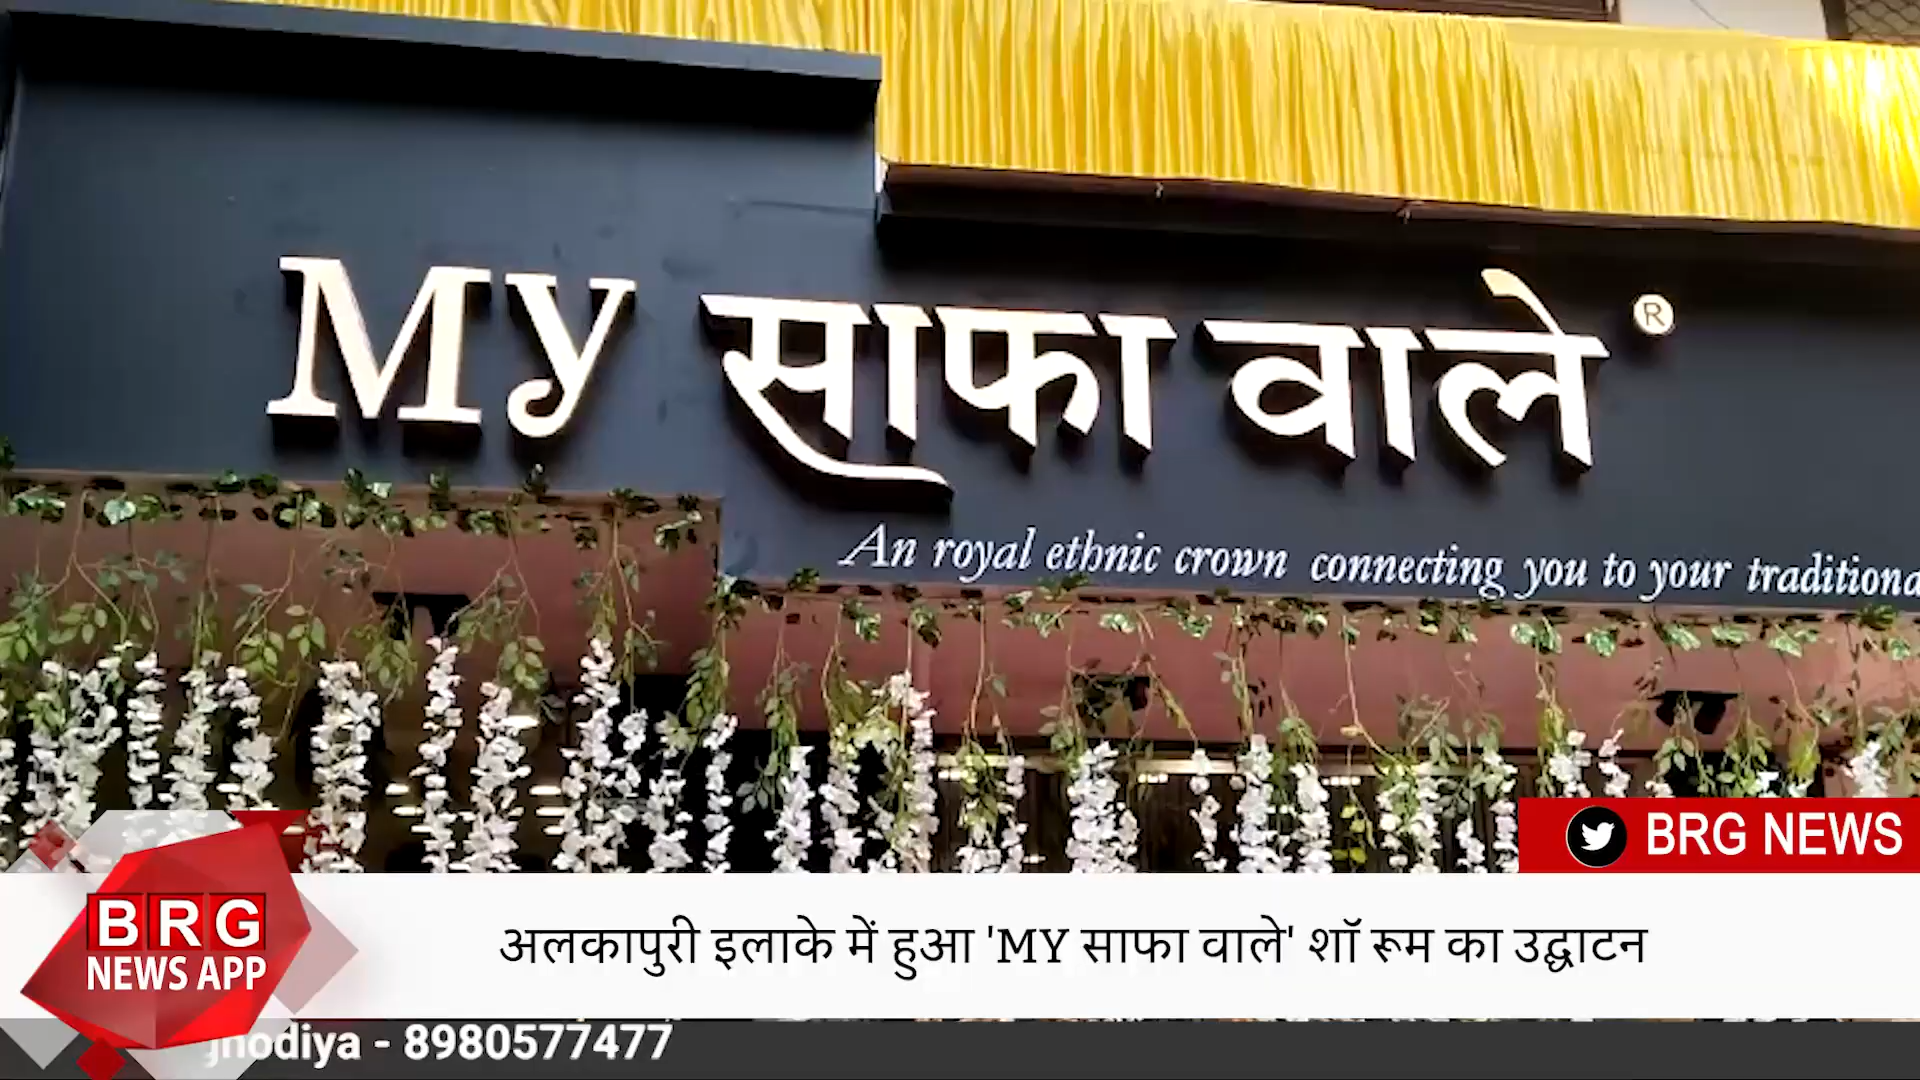 MY साफा वाले ®
An royal ethnic crown connecting you to your
BRG NEWS
BRG
NEWS APP
अलकापुरी इलाके में हुआ 'MY साफा वाले' शॉ रूम का उद्घाटन
- 8980577477